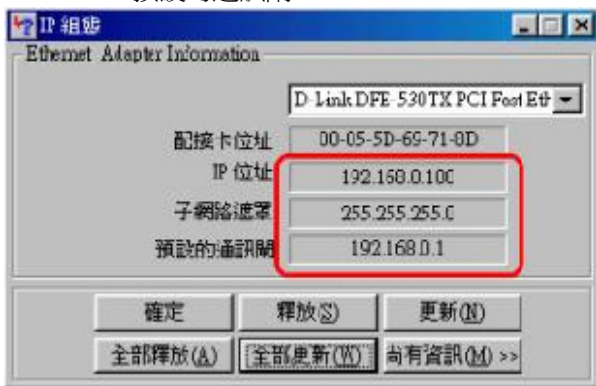 IP 組態
Ethernet Adapter Information
D-Link DFE-530TX PCI Fast Eth
配接卡位址 00-05-5D-69-71-8D
IP 位址 192.168.0.100
子網路遮罩 255.255.255.0
預設的通訊閘 192.168.0.1
確定 釋放(S) 更新(N)
全部釋放(A) 全部更新(W) 尚有資訊(M) >>